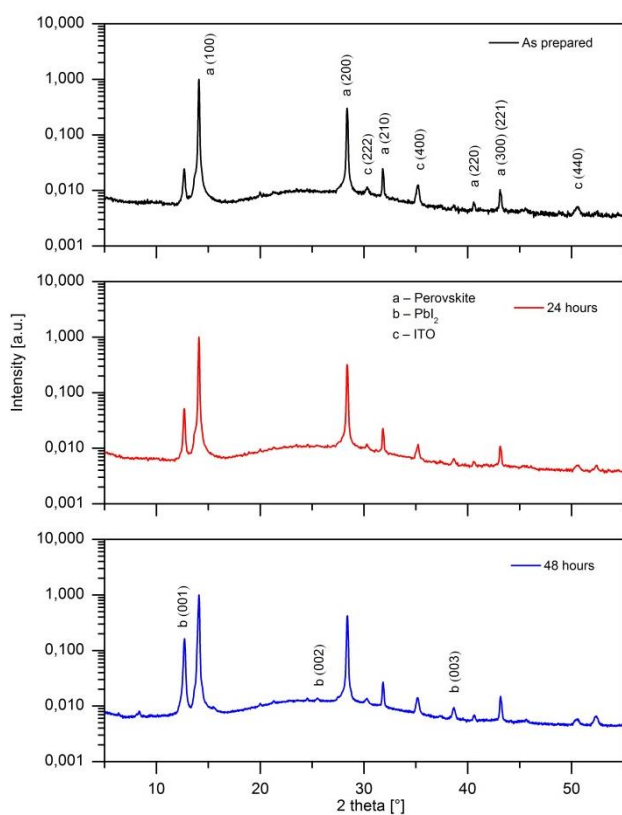 10,000
1,000
0,100
0,010
0,001
a (100)
a (200)
c (222)
a (210)
c (400)
a (220)
a (300) (221)
c (440)
As prepared
Intensity [a.u.]
10,000
1,000
0,100
0,010
0,001
a – Perovskite
b – PbI₂
c – ITO
24 hours
10,000
1,000
0,100
0,010
0,001
b (001)
b (002)
b (003)
48 hours
10 20 30 40 50
2 theta [°]